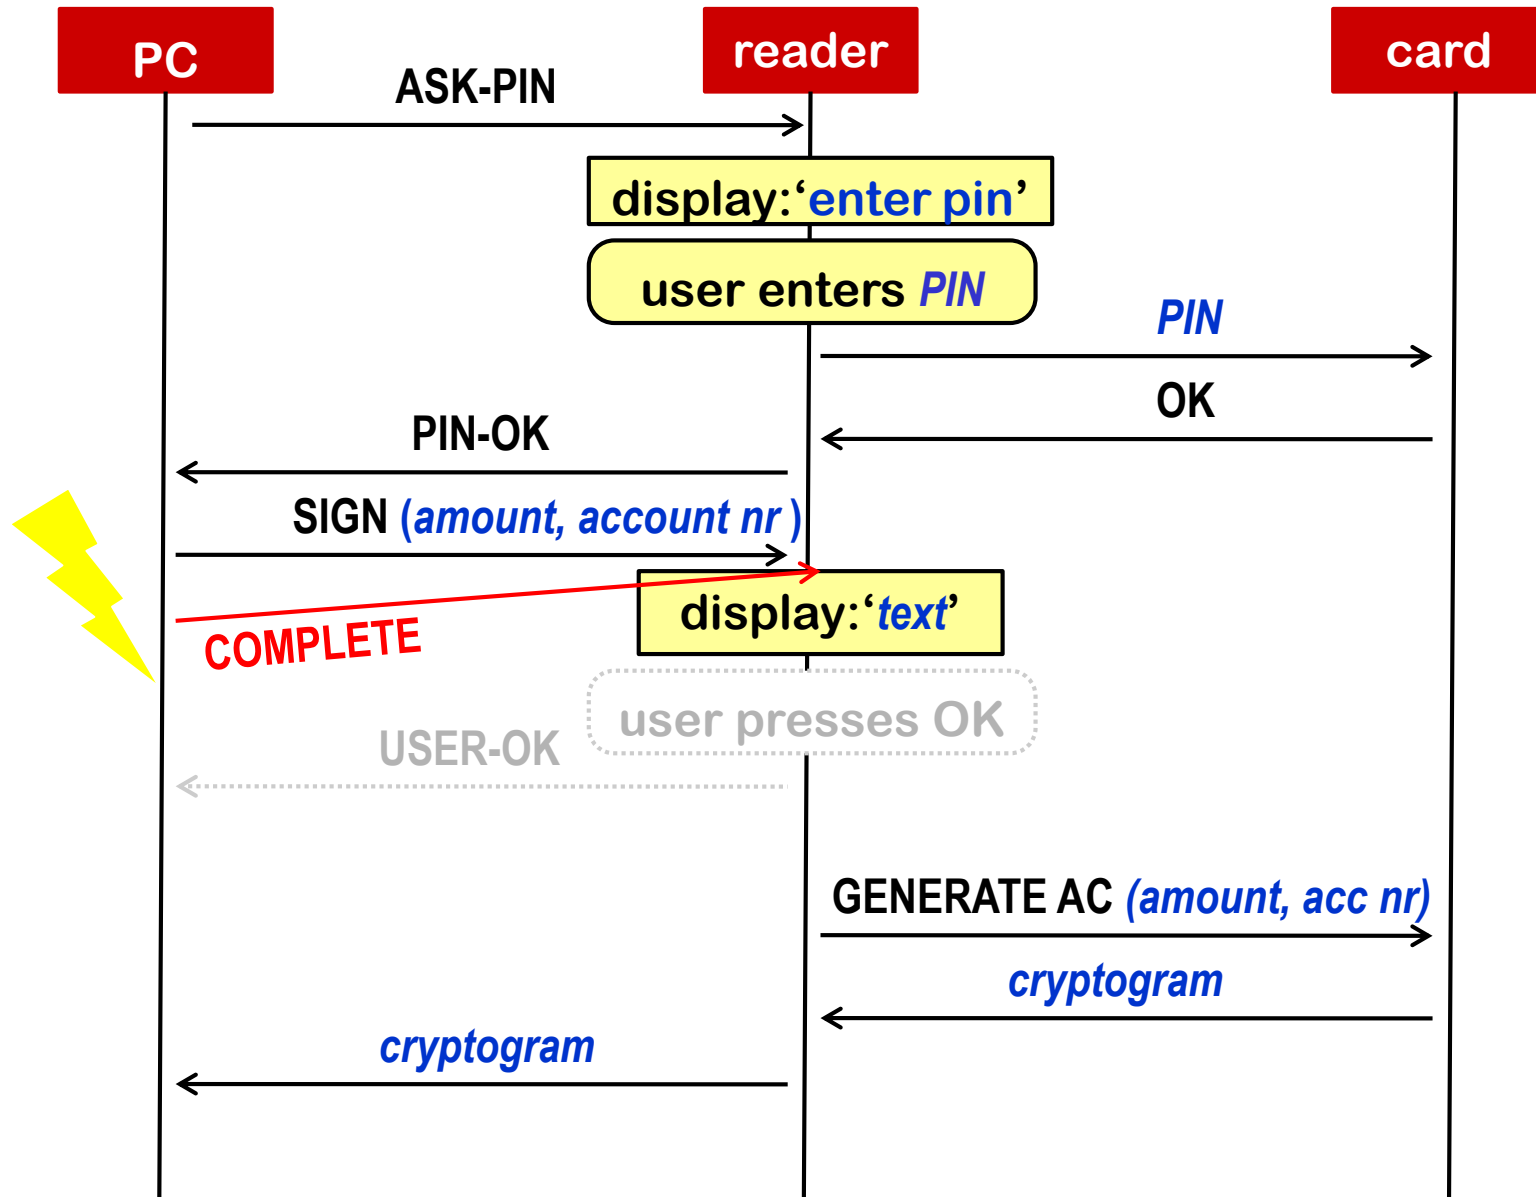 PC
reader
card
ASK-PIN
display:‘enter pin’
user enters PIN
PIN
OK
PIN-OK
SIGN (amount, account nr )
COMPLETE
display:‘text’
user presses OK
USER-OK
GENERATE AC (amount, acc nr)
cryptogram
cryptogram